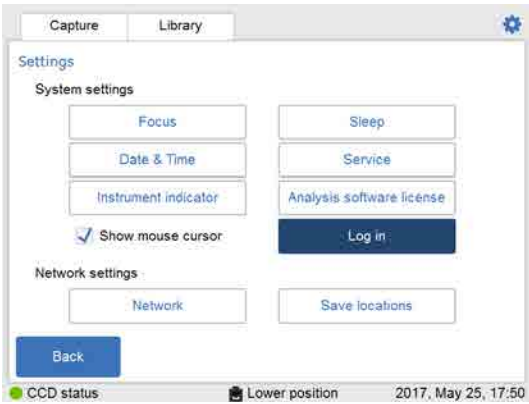 Capture Library
Settings
System settings
Focus Sleep
Date & Time Service
Instrument indicator Analysis software license
Show mouse cursor Log in
Network settings
Network Save locations
Back
CCD status Lower position 2017, May 25, 17:50